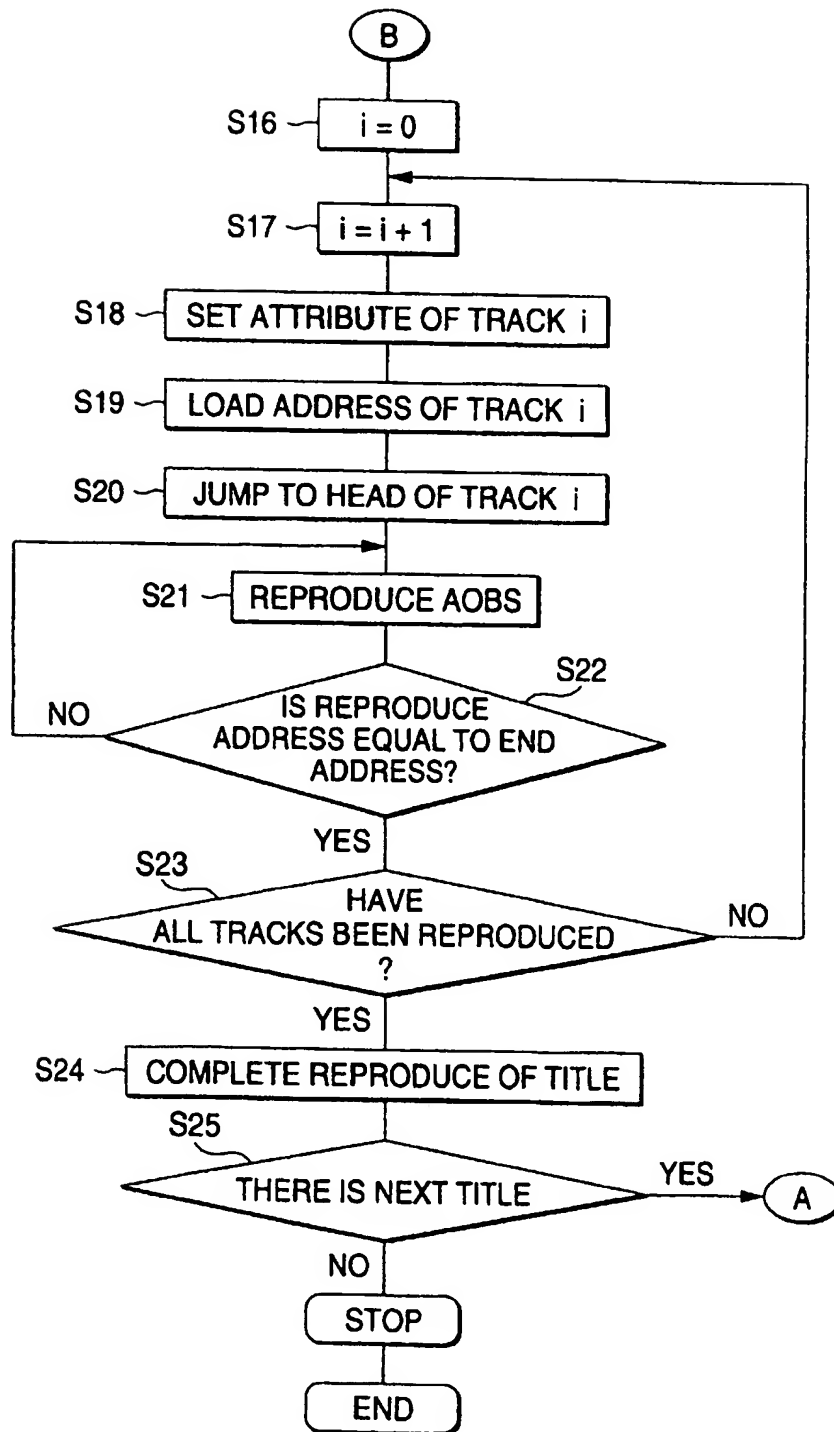 B
S16
i = 0
S17
i = i + 1
S18
SET ATTRIBUTE OF TRACK i
S19
LOAD ADDRESS OF TRACK i
S20
JUMP TO HEAD OF TRACK i
S21
REPRODUCE AOBS
S22
NO
IS REPRODUCE
ADDRESS EQUAL TO END
ADDRESS?
YES
S23
HAVE
ALL TRACKS BEEN REPRODUCED
?
NO
YES
S24
COMPLETE REPRODUCE OF TITLE
S25
THERE IS NEXT TITLE
YES
A
NO
STOP
END